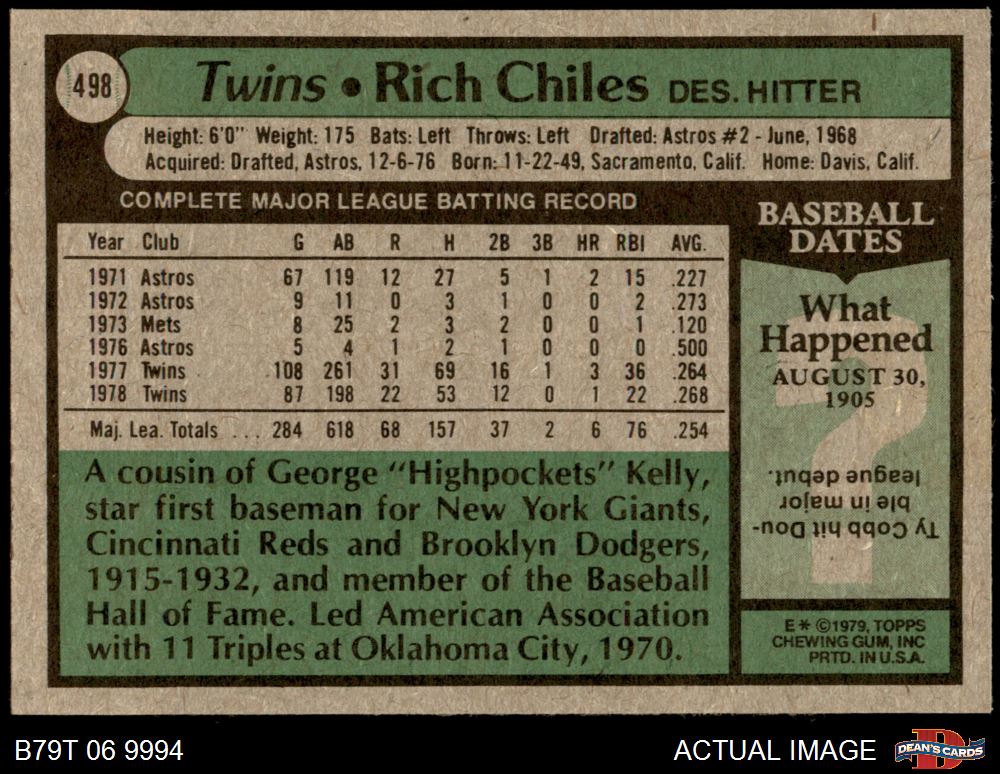 498
Twins • Rich Chiles DES. HITTER
Height: 6'0" Weight: 175 Bats: Left Throws: Left Drafted: Astros #2 - June, 1968
Acquired: Drafted, Astros, 12-6-76 Born: 11-22-49, Sacramento, Calif. Home: Davis, Calif.
COMPLETE MAJOR LEAGUE BATTING RECORD
Year Club G AB R H 2B 3B HR RBI AVG.
1971 Astros 67 119 12 27 5 1 2 15 .227
1972 Astros 9 11 0 3 1 0 0 2 .273
1973 Mets 8 25 2 3 2 0 0 1 .120
1976 Astros 5 4 1 2 1 0 0 0 .500
1977 Twins 108 261 31 69 16 1 3 36 .264
1978 Twins 87 198 22 53 12 0 1 22 .268
Maj. Lea. Totals ... 284 618 68 157 37 2 6 76 .254
A cousin of George "Highpockets" Kelly,
star first baseman for New York Giants,
Cincinnati Reds and Brooklyn Dodgers,
1915-1932, and member of the Baseball
Hall of Fame. Led American Association
with 11 Triples at Oklahoma City, 1970.
BASEBALL
DATES
What
Happened
AUGUST 30,
1905
?
Ty Cobb hit Dou-
ble in major
league debut.
E✻ ©1979, TOPPS
CHEWING GUM, INC
PRTD. IN U.S.A.
B79T 06 9994
ACTUAL IMAGE
D
DEAN'S CARDS